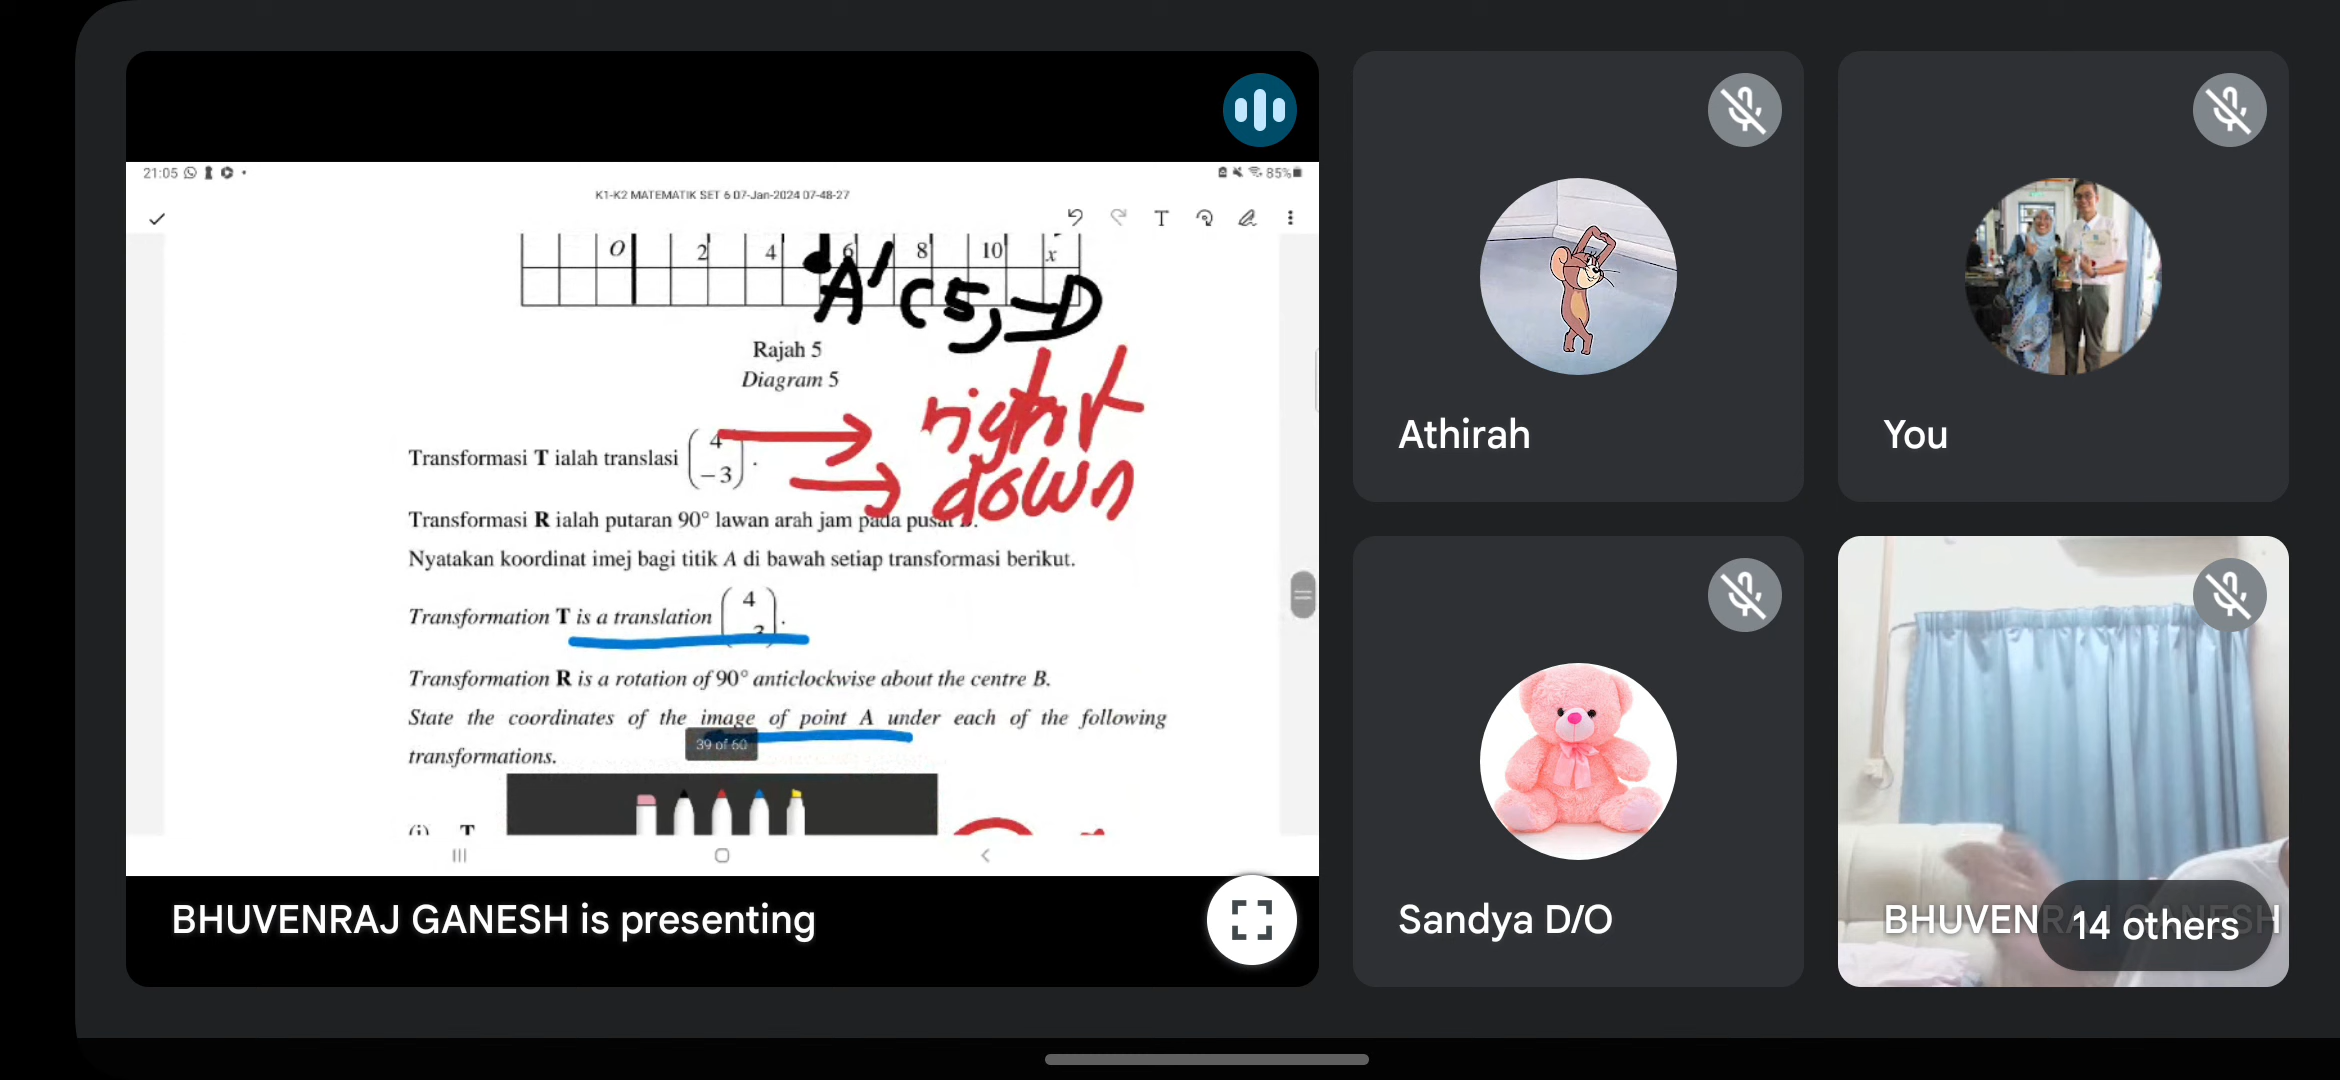 21:05
85%
K1-K2 MATEMATIK SET 6 07-Jan-2024 07-48-27
T
O 2 4 6 8 10 x
A' (5, -1)
Rajah 5
Diagram 5
right
Transformasi T ialah translasi (4 -3).
down
Transformasi R ialah putaran 90° lawan arah jam pada pusat B.
Nyatakan koordinat imej bagi titik A di bawah setiap transformasi berikut.
Transformation T is a translation (4 3).
Transformation R is a rotation of 90° anticlockwise about the centre B.
State the coordinates of the image of point A under each of the following
transformations.
39 of 60
(i) T
BHUVENRAJ GANESH is presenting
Athirah
You
Sandya D/O
BHUVENRAJ GANESH
14 others